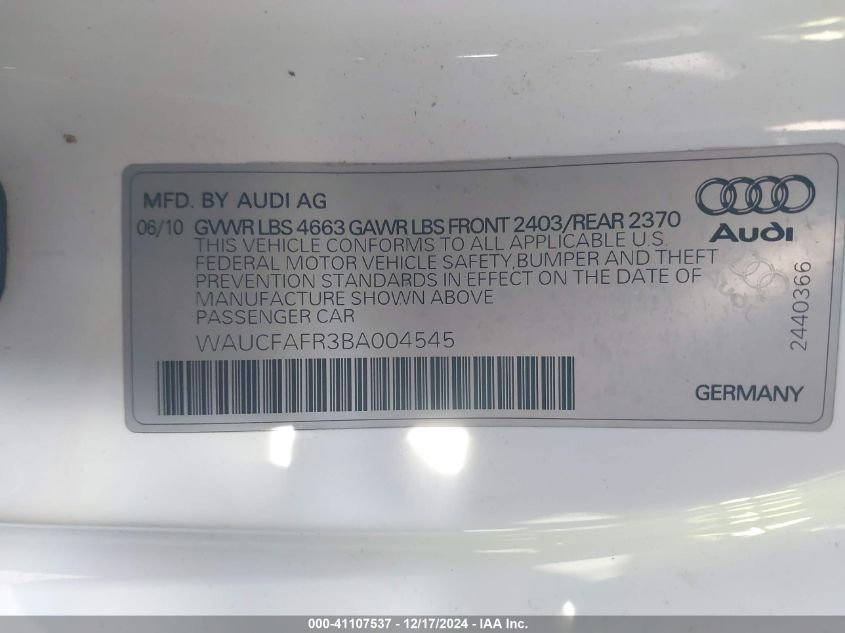 MFD. BY AUDI AG
06/10 GVWR LBS 4663 GAWR LBS FRONT 2403/REAR 2370
THIS VEHICLE CONFORMS TO ALL APPLICABLE U.S.
FEDERAL MOTOR VEHICLE SAFETY, BUMPER AND THEFT
PREVENTION STANDARDS IN EFFECT ON THE DATE OF
MANUFACTURE SHOWN ABOVE
PASSENGER CAR
WAUCFAFR3BA004545
Audi
Audi
2440366
GERMANY
000-41107537 - 12/17/2024 - IAA Inc.